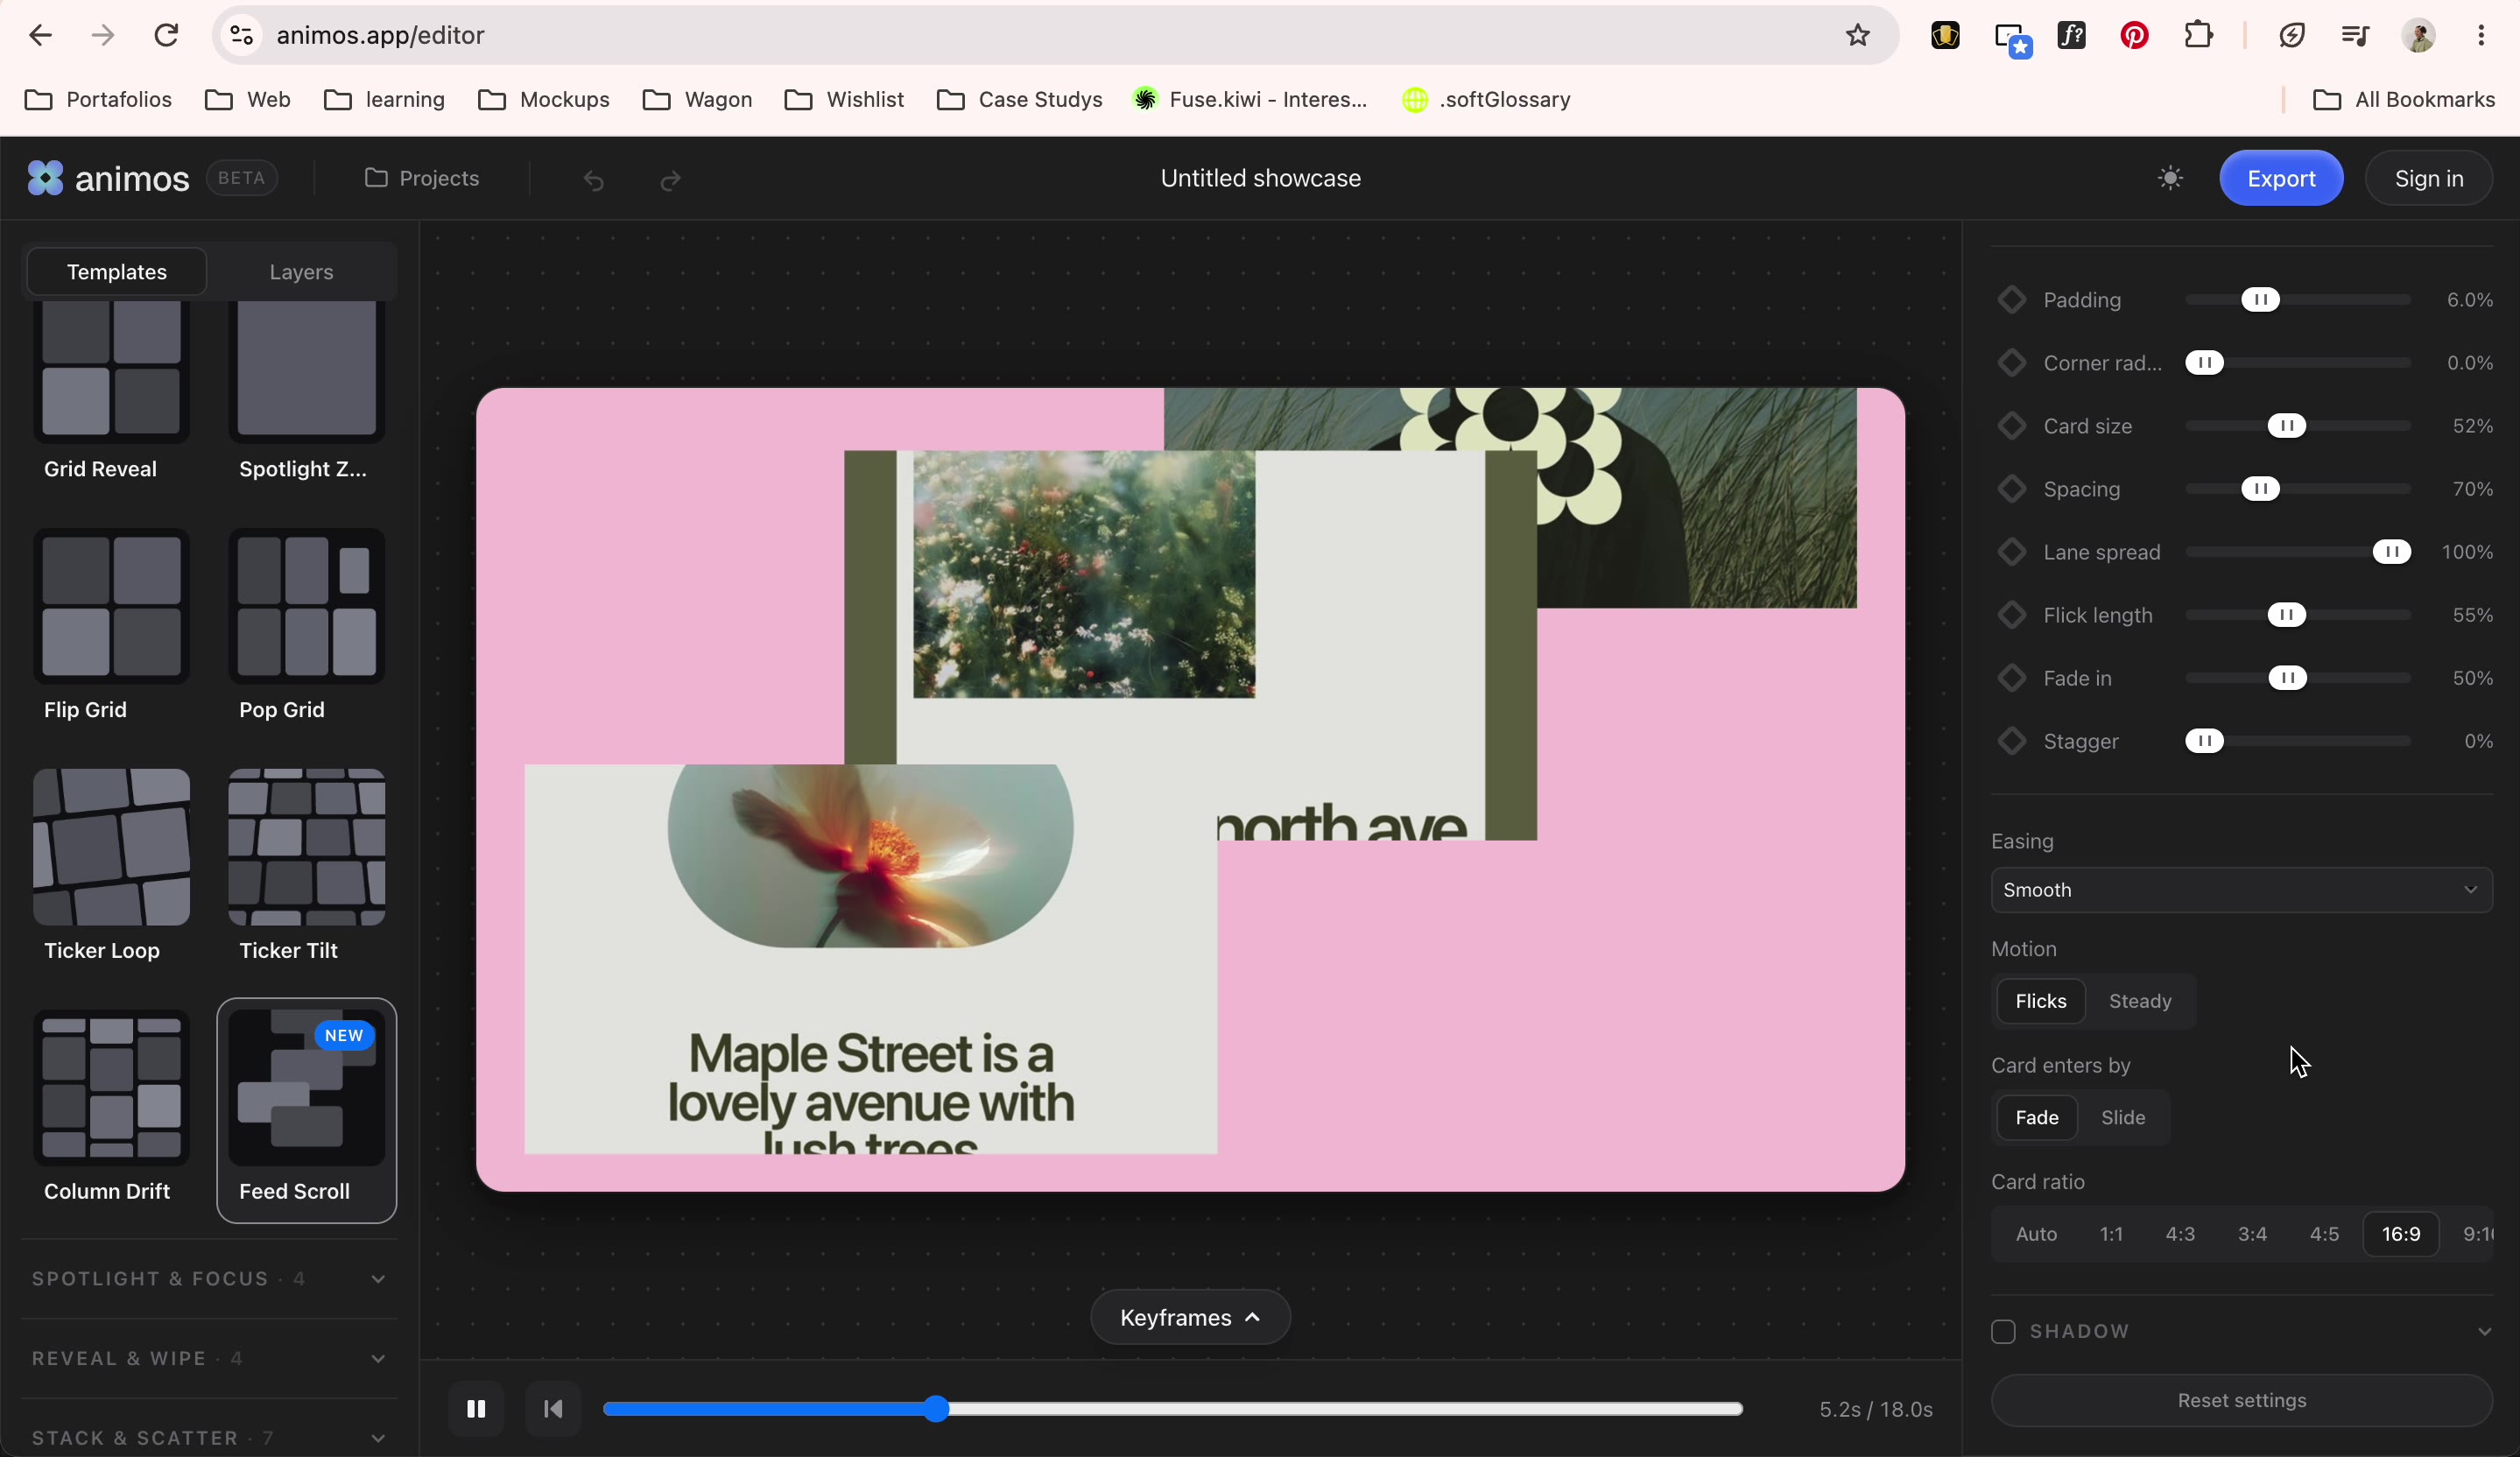 animos.app/editor
Portafolios
Web
learning
Mockups
Wagon
Wishlist
Case Studys
Fuse.kiwi - Interes...
.softGlossary
All Bookmarks
animos
BETA
Projects
Untitled showcase
Export
Sign in
Templates
Layers
Grid Reveal
Spotlight Z...
Flip Grid
Pop Grid
Ticker Loop
Ticker Tilt
Column Drift
NEW
Feed Scroll
SPOTLIGHT & FOCUS · 4
REVEAL & WIPE · 4
STACK & SCATTER · 7
north ave
Maple Street is a
lovely avenue with
lush trees
Keyframes
5.2s / 18.0s
Padding 6.0%
Corner rad... 0.0%
Card size 52%
Spacing 70%
Lane spread 100%
Flick length 55%
Fade in 50%
Stagger 0%
Easing
Smooth
Motion
Flicks Steady
Card enters by
Fade Slide
Card ratio
Auto 1:1 4:3 3:4 4:5 16:9
SHADOW
Reset settings